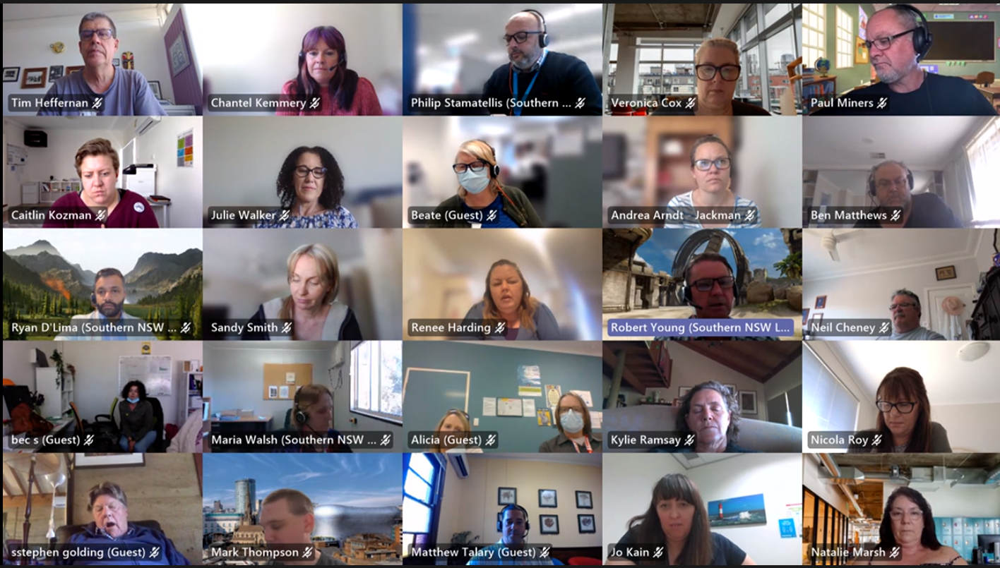 Tim Heffernan
Chantel Kemmery
Philip Stamatellis (Southern ...
Veronica Cox
Paul Miners
Caitlin Kozman
Julie Walker
Beate (Guest)
Andrea Arndt - Jackman
Ben Matthews
Ryan D'Lima (Southern NSW ...
Sandy Smith
Renee Harding
Robert Young (Southern NSW L...
Neil Cheney
bec s (Guest)
Maria Walsh (Southern NSW ...
Alicia (Guest)
Kylie Ramsay
Nicola Roy
sstephen golding (Guest)
Mark Thompson
Matthew Talary (Guest)
Jo Kain
Natalie Marsh